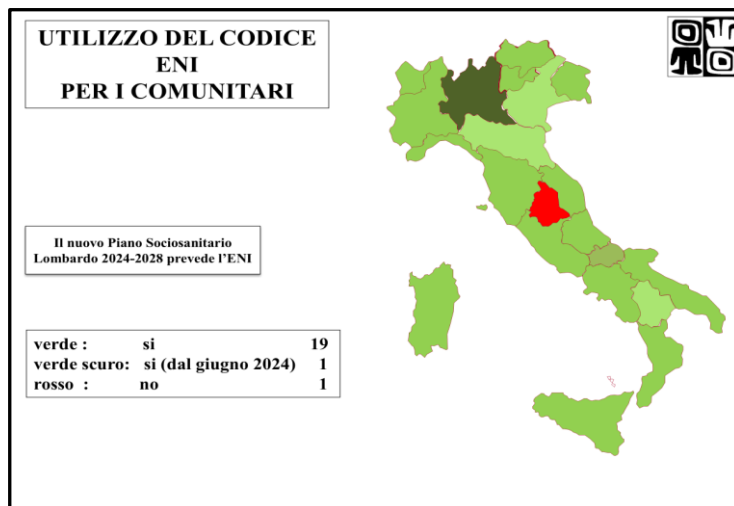 UTILIZZO DEL CODICE
ENI
PER I COMUNITARI
Il nuovo Piano Sociosanitario
Lombardo 2024-2028 prevede l'ENI
verde : si 19
verde scuro: si (dal giugno 2024) 1
rosso : no 1